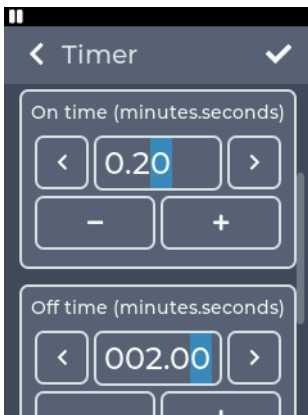 Timer
On time (minutes.seconds)
< 0.20 >
− +
Off time (minutes.seconds)
< 002.00 >